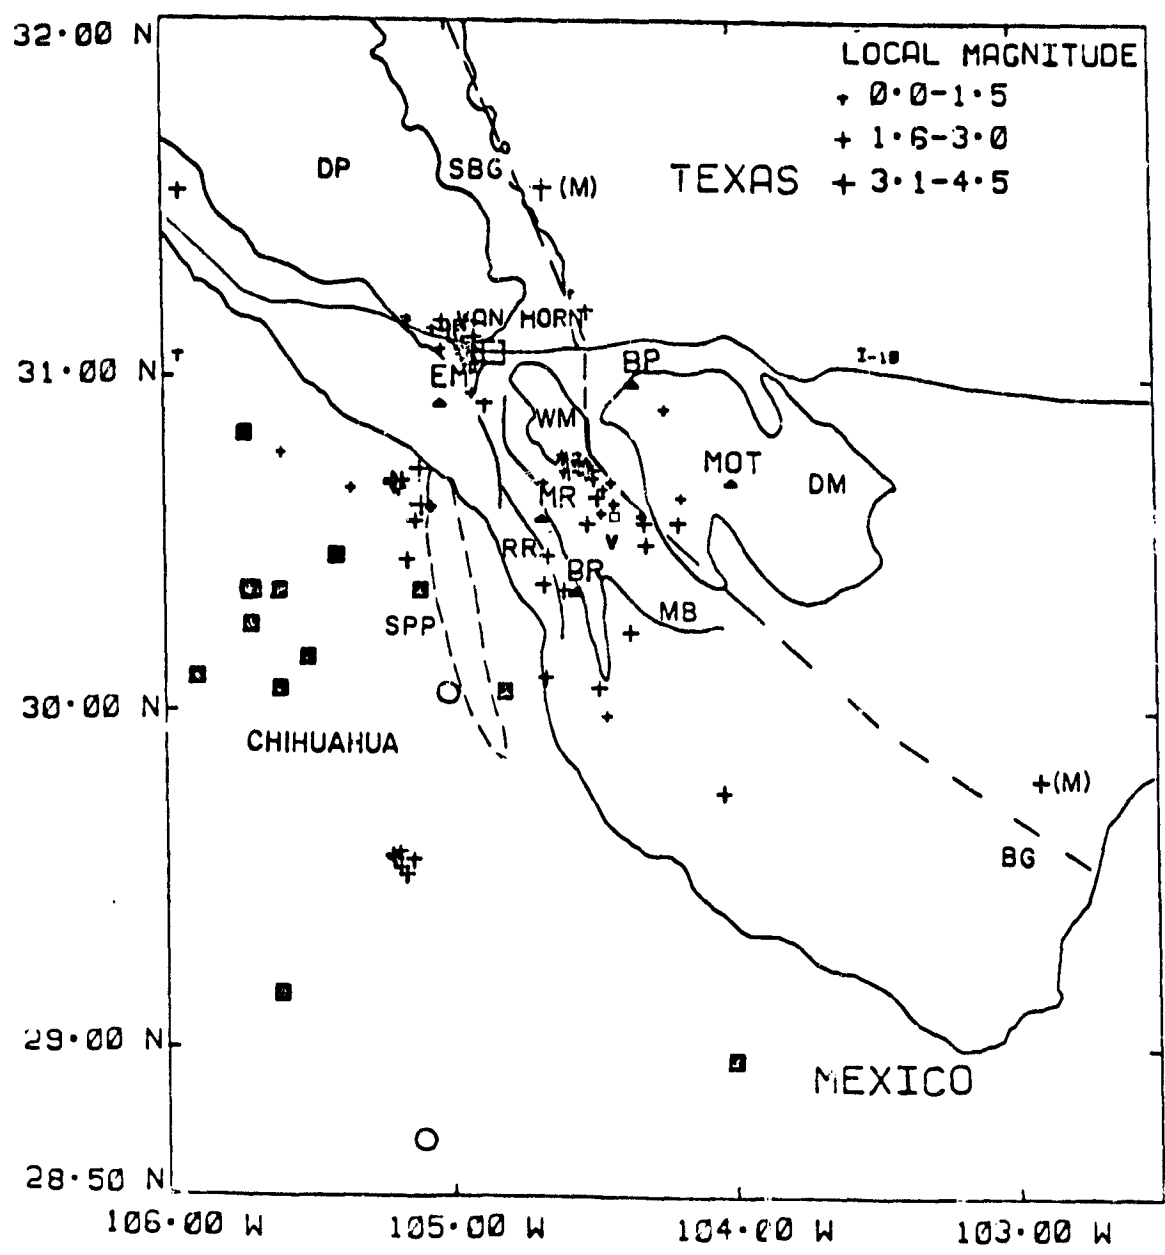 32.00 N
LOCAL MAGNITUDE
+ 0.0-1.5
+ 1.6-3.0
TEXAS + 3.1-4.5
DP
SBG
(M)
VAN HORN
I-10
31.00 N
EM
BP
WM
MOT
DM
MR
V
RR
BR
MB
SPP
30.00 N
CHIHUAHUA
(M)
BG
29.00 N
MEXICO
28.50 N
106.00 W
105.00 W
104.00 W
103.00 W